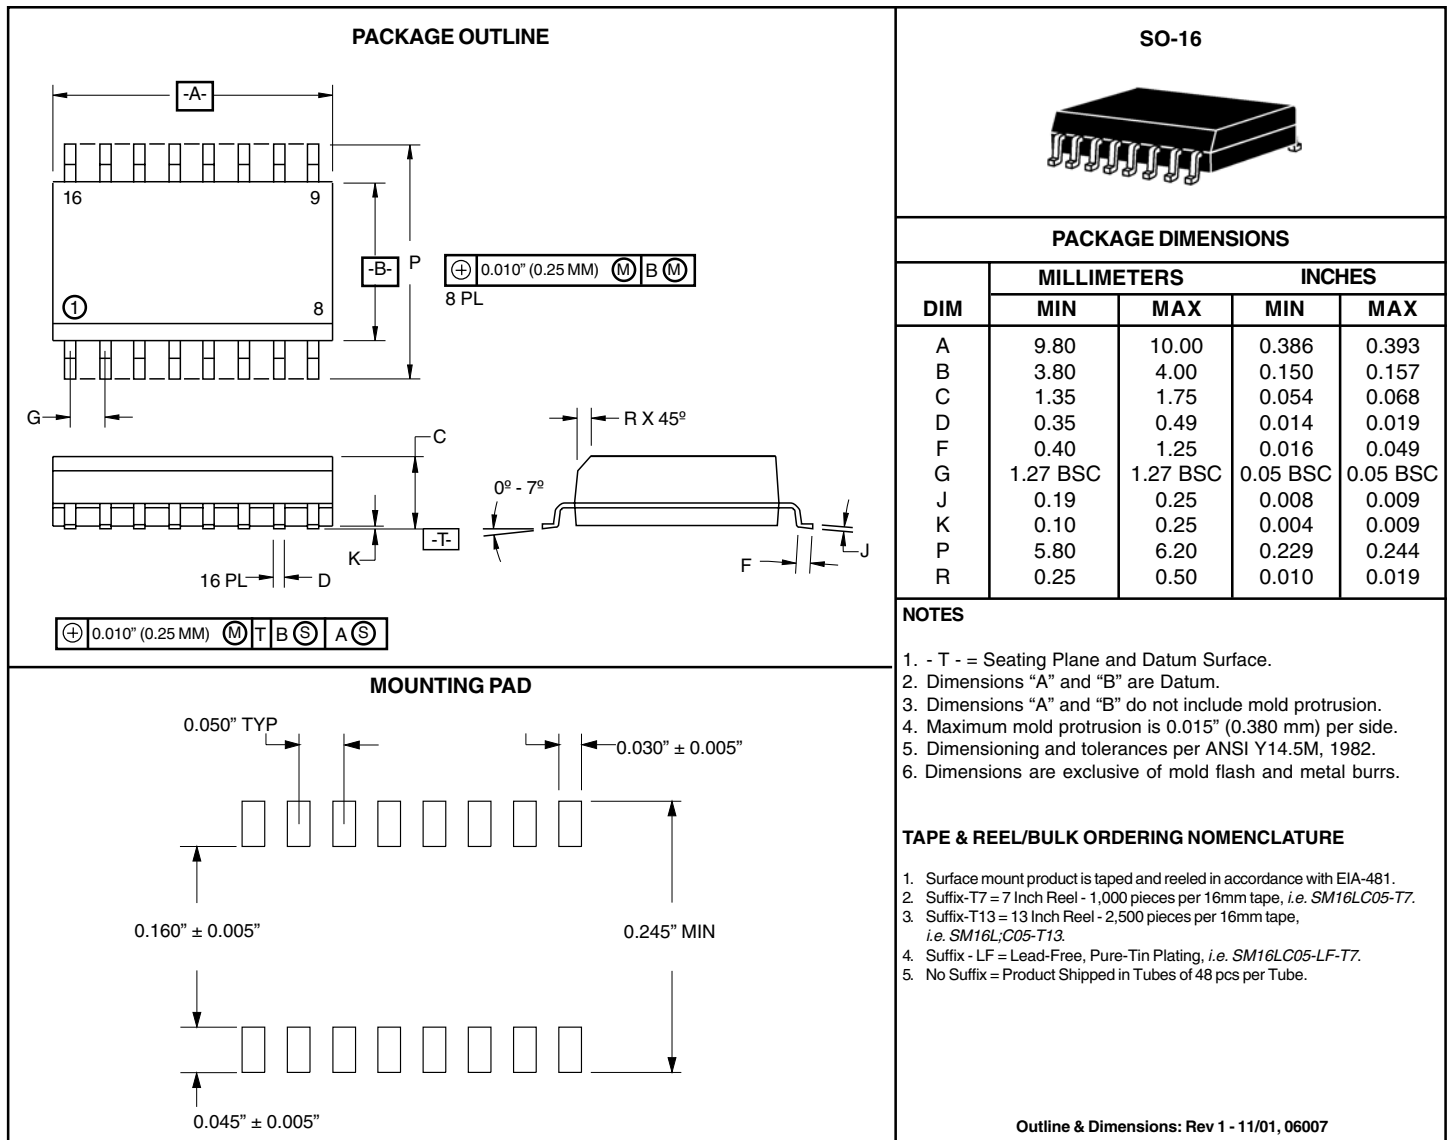 PACKAGE OUTLINE
-A-
16
9
-B-
P
⌖ 0.010” (0.25 MM) Ⓜ B Ⓜ
8 PL
1
8
G
C
R X 45º
0º - 7º
-T-
K
J
F
16 PL
D
⌖ 0.010” (0.25 MM) Ⓜ T B Ⓢ A Ⓢ
MOUNTING PAD
0.050” TYP
0.030” ± 0.005”
0.160” ± 0.005”
0.245” MIN
0.045” ± 0.005”
SO-16
PACKAGE DIMENSIONS
MILLIMETERS INCHES
DIM MIN MAX MIN MAX
A 9.80 10.00 0.386 0.393
B 3.80 4.00 0.150 0.157
C 1.35 1.75 0.054 0.068
D 0.35 0.49 0.014 0.019
F 0.40 1.25 0.016 0.049
G 1.27 BSC 1.27 BSC 0.05 BSC 0.05 BSC
J 0.19 0.25 0.008 0.009
K 0.10 0.25 0.004 0.009
P 5.80 6.20 0.229 0.244
R 0.25 0.50 0.010 0.019
NOTES
1. - T - = Seating Plane and Datum Surface.
2. Dimensions “A” and “B” are Datum.
3. Dimensions “A” and “B” do not include mold protrusion.
4. Maximum mold protrusion is 0.015” (0.380 mm) per side.
5. Dimensioning and tolerances per ANSI Y14.5M, 1982.
6. Dimensions are exclusive of mold flash and metal burrs.
TAPE & REEL/BULK ORDERING NOMENCLATURE
1. Surface mount product is taped and reeled in accordance with EIA-481.
2. Suffix-T7 = 7 Inch Reel - 1,000 pieces per 16mm tape, i.e. SM16LC05-T7.
3. Suffix-T13 = 13 Inch Reel - 2,500 pieces per 16mm tape,
i.e. SM16L;C05-T13.
4. Suffix - LF = Lead-Free, Pure-Tin Plating, i.e. SM16LC05-LF-T7.
5. No Suffix = Product Shipped in Tubes of 48 pcs per Tube.
Outline & Dimensions: Rev 1 - 11/01, 06007